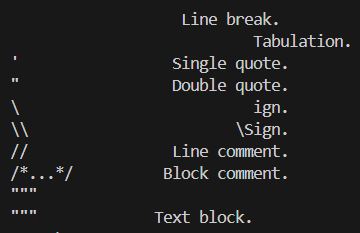 Line break.
Tabulation.
' Single quote.
" Double quote.
\ ign.
\\ \Sign.
// Line comment.
/*...*/ Block comment.
"""
""" Text block.